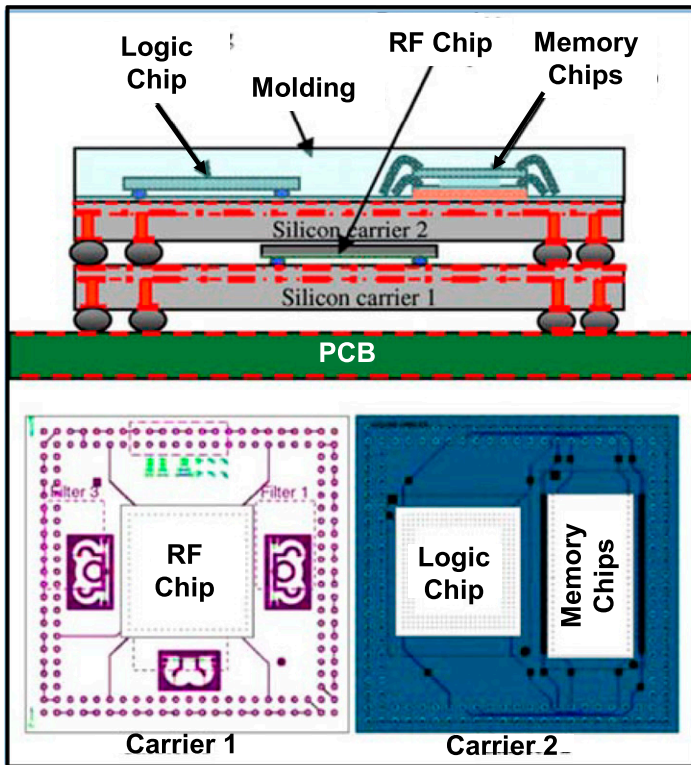 Logic
Chip
Molding
RF Chip
Memory
Chips
Silicon carrier 2
Silicon carrier 1
PCB
Filter 3
Filter 1
RF
Chip
Logic
Chip
Memory
Chips
Carrier 1
Carrier 2